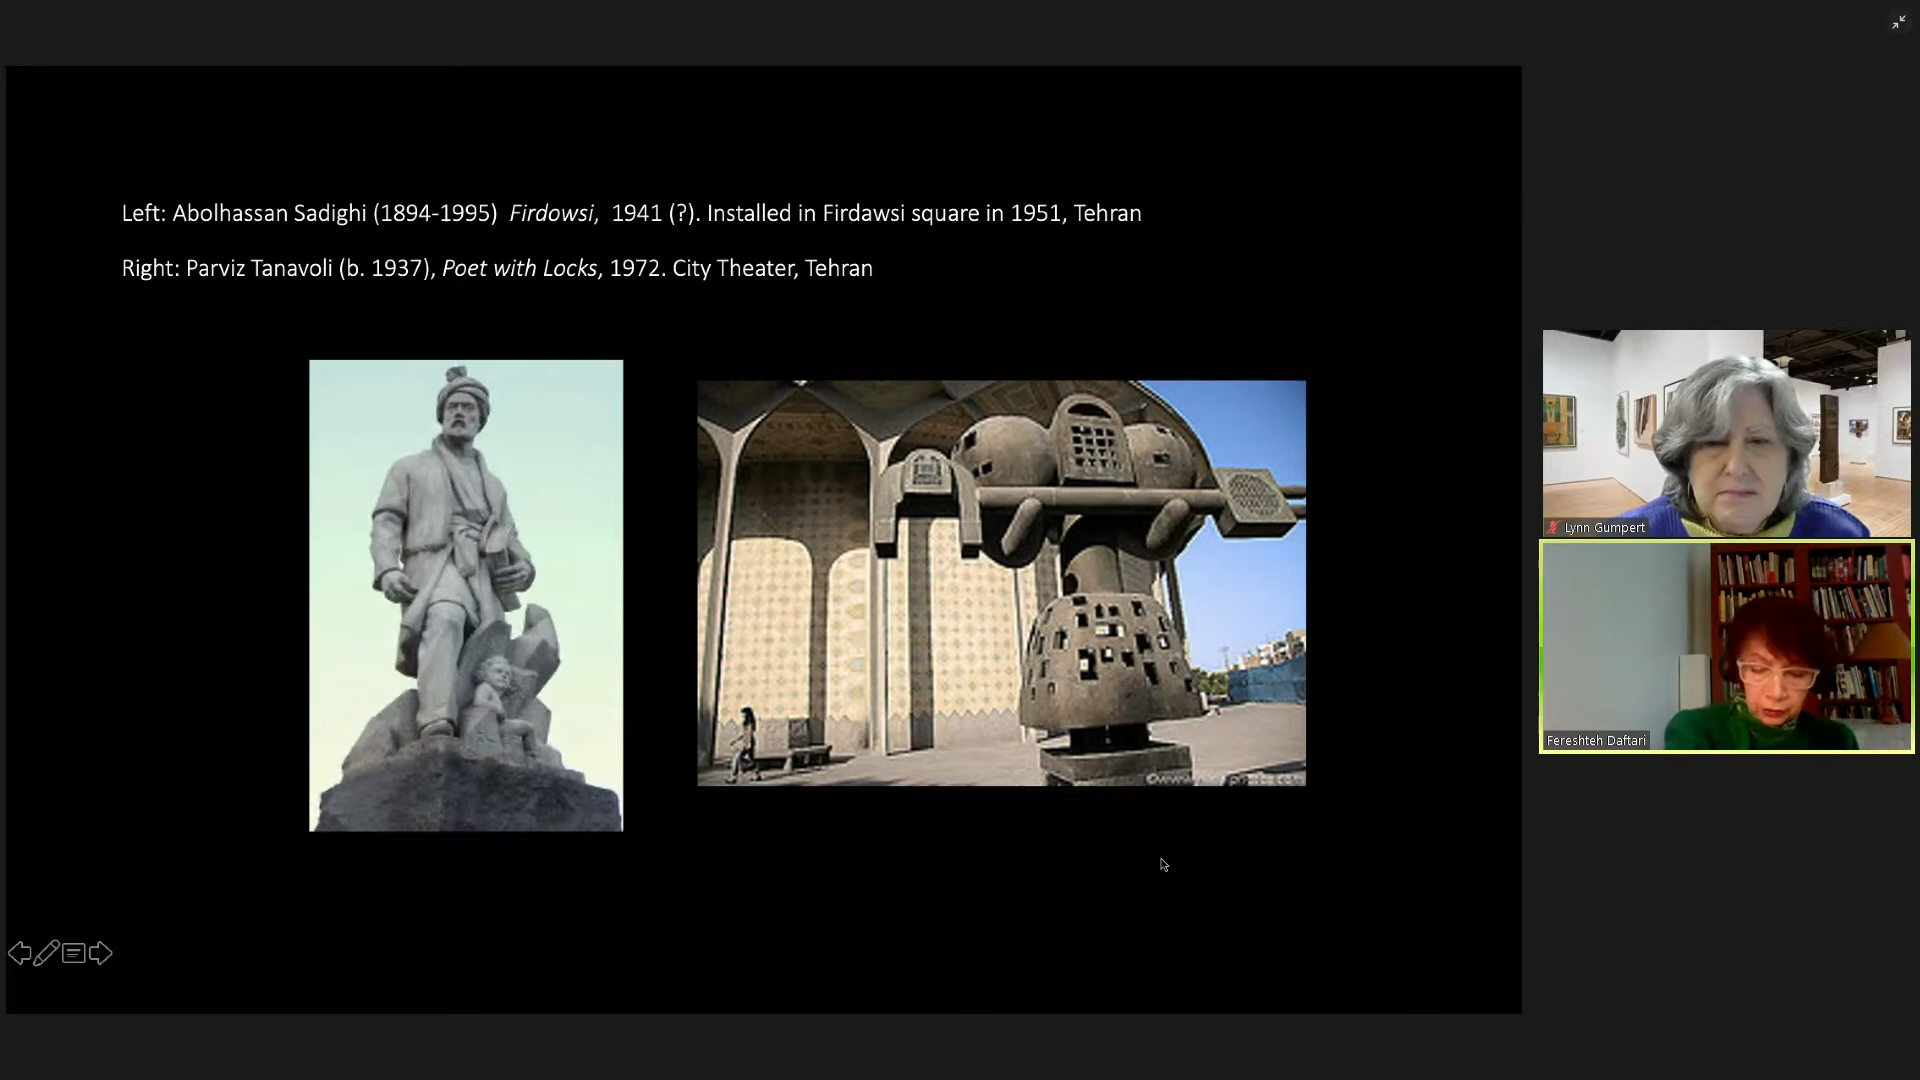 Left: Abolhassan Sadighi (1894-1995) Firdowsi, 1941 (?). Installed in Firdawsi square in 1951, Tehran
Right: Parviz Tanavoli (b. 1937), Poet with Locks, 1972. City Theater, Tehran
Lynn Gumpert
Fereshteh Daftari